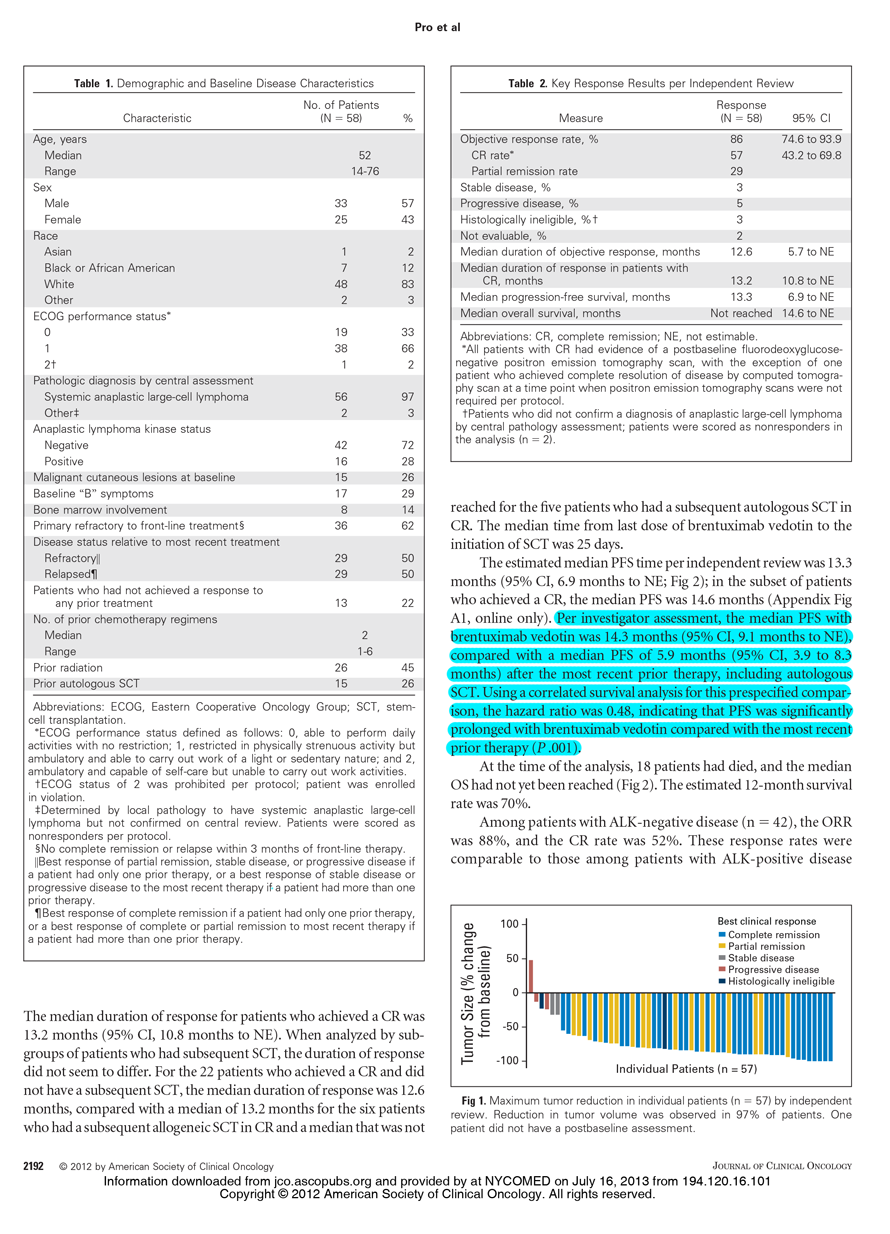 Pro et al
Table 1. Demographic and Baseline Disease Characteristics
Characteristic
No. of Patients
(N = 58)
%
Age, years
Median 52
Range 14-76
Sex
Male 33 57
Female 25 43
Race
Asian 1 2
Black or African American 7 12
White 48 83
Other 2 3
ECOG performance status*
0 19 33
1 38 66
2† 1 2
Pathologic diagnosis by central assessment
Systemic anaplastic large-cell lymphoma 56 97
Other‡ 2 3
Anaplastic lymphoma kinase status
Negative 42 72
Positive 16 28
Malignant cutaneous lesions at baseline 15 26
Baseline “B” symptoms 17 29
Bone marrow involvement 8 14
Primary refractory to front-line treatment§ 36 62
Disease status relative to most recent treatment
Refractory∥ 29 50
Relapsed¶ 29 50
Patients who had not achieved a response to
any prior treatment 13 22
No. of prior chemotherapy regimens
Median 2
Range 1-6
Prior radiation 26 45
Prior autologous SCT 15 26
Abbreviations: ECOG, Eastern Cooperative Oncology Group; SCT, stem-
cell transplantation.
*ECOG performance status defined as follows: 0, able to perform daily
activities with no restriction; 1, restricted in physically strenuous activity but
ambulatory and able to carry out work of a light or sedentary nature; and 2,
ambulatory and capable of self-care but unable to carry out work activities.
†ECOG status of 2 was prohibited per protocol; patient was enrolled
in violation.
‡Determined by local pathology to have systemic anaplastic large-cell
lymphoma but not confirmed on central review. Patients were scored as
nonresponders per protocol.
§No complete remission or relapse within 3 months of front-line therapy.
∥Best response of partial remission, stable disease, or progressive disease if
a patient had only one prior therapy, or a best response of stable disease or
progressive disease to the most recent therapy if a patient had more than one
prior therapy.
¶Best response of complete remission if a patient had only one prior therapy,
or a best response of complete or partial remission to most recent therapy if
a patient had more than one prior therapy.
The median duration of response for patients who achieved a CR was
13.2 months (95% CI, 10.8 months to NE). When analyzed by sub-
groups of patients who had subsequent SCT, the duration of response
did not seem to differ. For the 22 patients who achieved a CR and did
not have a subsequent SCT, the median duration of response was 12.6
months, compared with a median of 13.2 months for the six patients
who had a subsequent allogeneic SCT in CR and a median that was not
Table 2. Key Response Results per Independent Review
Measure
Response
(N = 58)
95% CI
Objective response rate, % 86 74.6 to 93.9
CR rate* 57 43.2 to 69.8
Partial remission rate 29
Stable disease, % 3
Progressive disease, % 5
Histologically ineligible, %† 3
Not evaluable, % 2
Median duration of objective response, months 12.6 5.7 to NE
Median duration of response in patients with
CR, months 13.2 10.8 to NE
Median progression-free survival, months 13.3 6.9 to NE
Median overall survival, months Not reached 14.6 to NE
Abbreviations: CR, complete remission; NE, not estimable.
*All patients with CR had evidence of a postbaseline fluorodeoxyglucose-
negative positron emission tomography scan, with the exception of one
patient who achieved complete resolution of disease by computed tomogra-
phy scan at a time point when positron emission tomography scans were not
required per protocol.
†Patients who did not confirm a diagnosis of anaplastic large-cell lymphoma
by central pathology assessment; patients were scored as nonresponders in
the analysis (n = 2).
reached for the five patients who had a subsequent autologous SCT in
CR. The median time from last dose of brentuximab vedotin to the
initiation of SCT was 25 days.
The estimated median PFS time per independent review was 13.3
months (95% CI, 6.9 months to NE; Fig 2); in the subset of patients
who achieved a CR, the median PFS was 14.6 months (Appendix Fig
A1, online only). Per investigator assessment, the median PFS with
brentuximab vedotin was 14.3 months (95% CI, 9.1 months to NE),
compared with a median PFS of 5.9 months (95% CI, 3.9 to 8.3
months) after the most recent prior therapy, including autologous
SCT. Using a correlated survival analysis for this prespecified compar-
ison, the hazard ratio was 0.48, indicating that PFS was significantly
prolonged with brentuximab vedotin compared with the most recent
prior therapy (P .001).
At the time of the analysis, 18 patients had died, and the median
OS had not yet been reached (Fig 2). The estimated 12-month survival
rate was 70%.
Among patients with ALK-negative disease (n = 42), the ORR
was 88%, and the CR rate was 52%. These response rates were
comparable to those among patients with ALK-positive disease
Tumor Size (% change
from baseline)
100
50
0
-50
-100
Best clinical response
Complete remission
Partial remission
Stable disease
Progressive disease
Histologically ineligible
Individual Patients (n = 57)
Fig 1. Maximum tumor reduction in individual patients (n = 57) by independent
review. Reduction in tumor volume was observed in 97% of patients. One
patient did not have a postbaseline assessment.
2192 © 2012 by American Society of Clinical Oncology
JOURNAL OF CLINICAL ONCOLOGY
Information downloaded from jco.ascopubs.org and provided by at NYCOMED on July 16, 2013 from 194.120.16.101
Copyright © 2012 American Society of Clinical Oncology. All rights reserved.